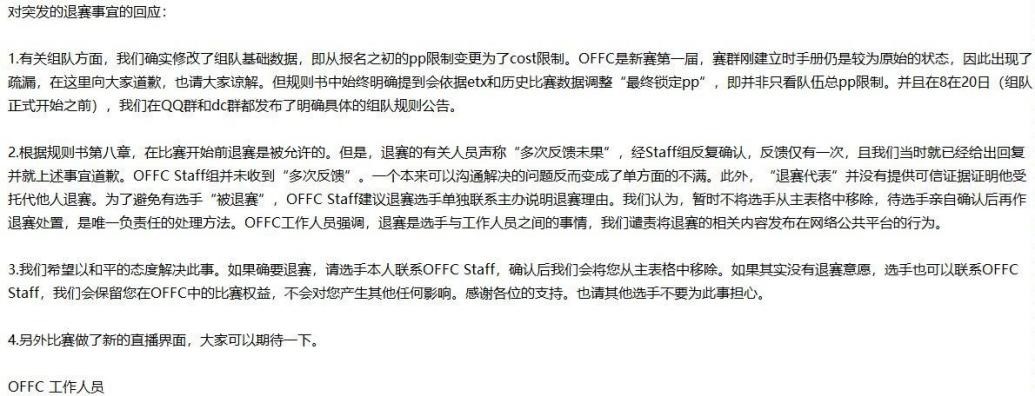 对突发的退赛事宜的回应：
1.有关组队方面，我们确实修改了组队基础数据，即从报名之初的pp限制变更为了cost限制。OFFC是新赛第一届，赛群刚建立时手册仍是较为原始的状态，因此出现了
疏漏，在这里向大家道歉，也请大家谅解。但规则书中始终明确提到会依据etx和历史比赛数据调整“最终锁定pp”，即并非只看队伍总pp限制。并且在8在20日（组队
正式开始之前），我们在QQ群和dc群都发布了明确具体的组队规则公告。
2.根据规则书第八章，在比赛开始前退赛是被允许的。但是，退赛的有关人员声称“多次反馈未果”，经Staff组反复确认，反馈仅有一次，且我们当时就已经给出回复
并就上述事宜道歉。OFFC Staff组并未收到“多次反馈”。一个本来可以沟通解决的问题反而变成了单方面的不满。此外，“退赛代表”并没有提供可信证据证明他受
托代他人退赛。为了避免有选手“被退赛”，OFFC Staff建议退赛选手单独联系主办说明退赛理由。我们认为，暂时不将选手从主表格中移除，待选手亲自确认后再作
退赛处置，是唯一负责任的处理方法。OFFC工作人员强调，退赛是选手与工作人员之间的事情，我们谴责将退赛的相关内容发布在网络公共平台的行为。
3.我们希望以和平的态度解决此事。如果确要退赛，请选手本人联系OFFC Staff，确认后我们会将您从主表格中移除。如果其实没有退赛意愿，选手也可以联系OFFC
Staff，我们会保留您在OFFC中的比赛权益，不会对您产生其他任何影响。感谢各位的支持。也请其他选手不要为此事担心。
4.另外比赛做了新的直播界面，大家可以期待一下。
OFFC 工作人员